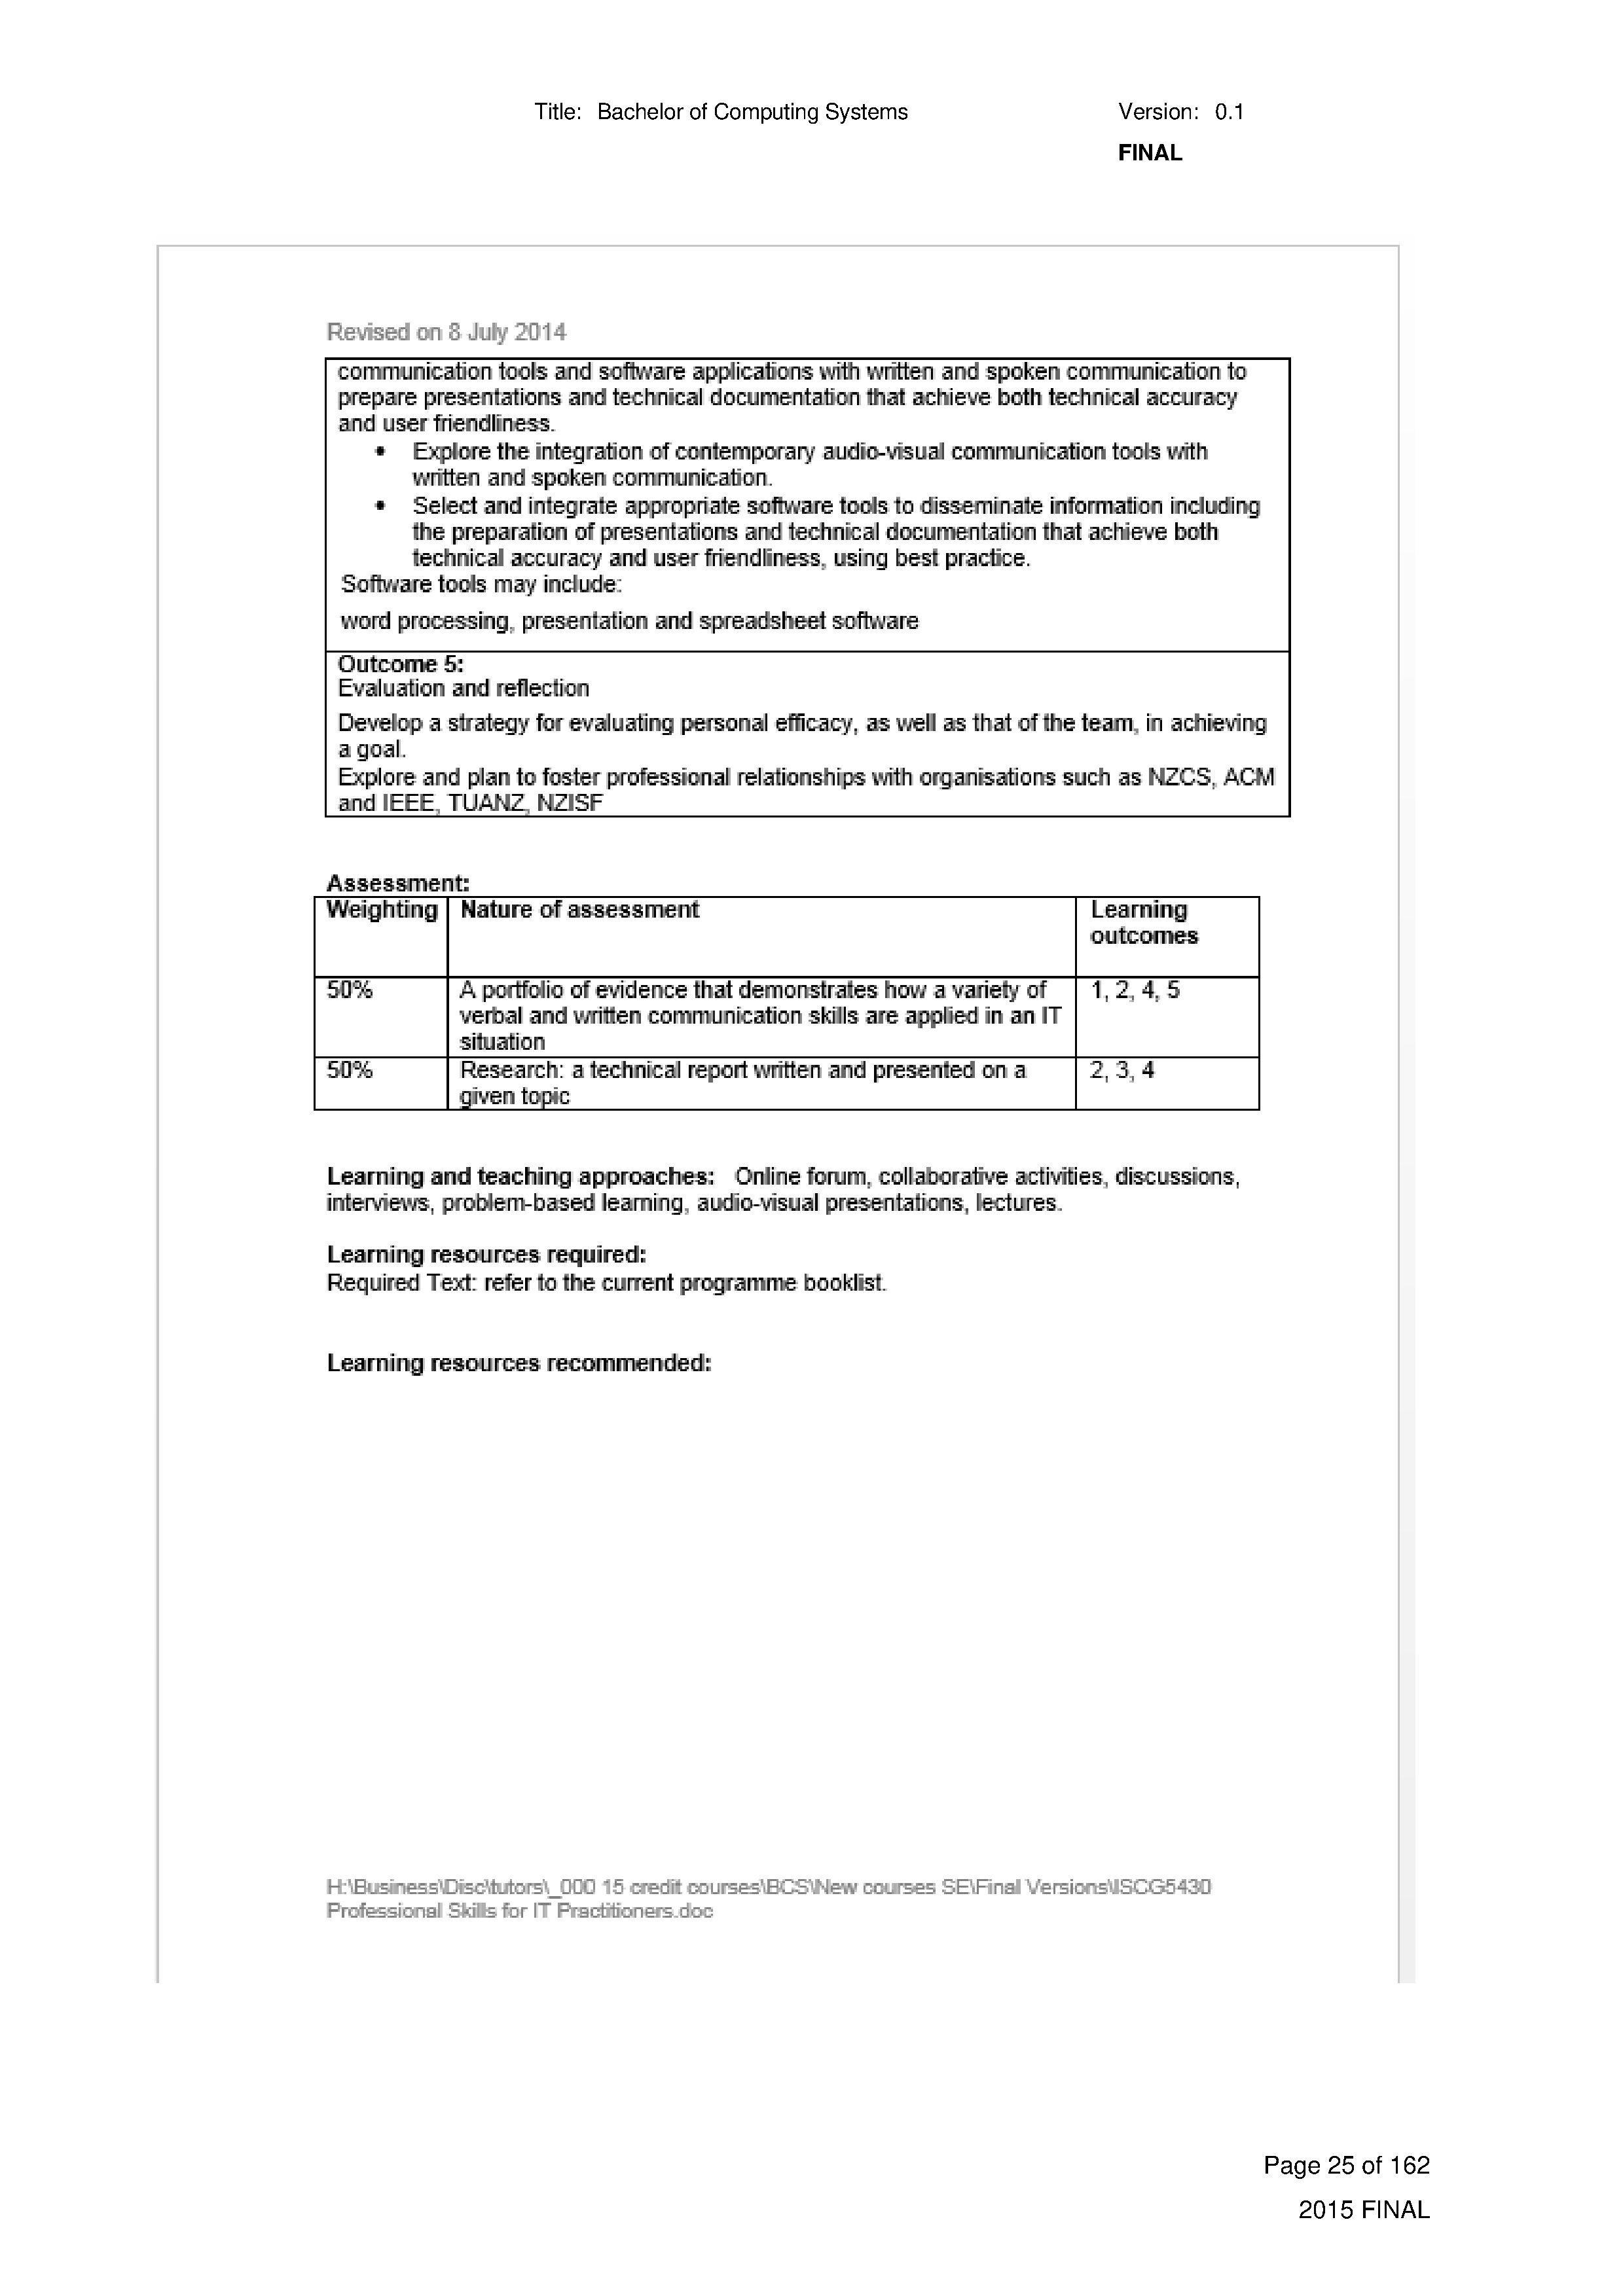 Title: Bachelor of Computing Systems Version: 0.1
FINAL
Revised on 8 July 2014
communication tools and software applications with written and spoken communication to
prepare presentations and technical documentation that achieve both technical accuracy
and user friendliness.
• Explore the integration of contemporary audio-visual communication tools with
written and spoken communication.
• Select and integrate appropriate software tools to disseminate information including
the preparation of presentations and technical documentation that achieve both
technical accuracy and user friendliness, using best practice.
Software tools may include:
word processing, presentation and spreadsheet software
Outcome 5:
Evaluation and reflection
Develop a strategy for evaluating personal efficacy, as well as that of the team, in achieving
a goal.
Explore and plan to foster professional relationships with organisations such as NZCS, ACM
and IEEE, TUANZ, NZISF
Assessment:
Weighting Nature of assessment Learning
outcomes
50% A portfolio of evidence that demonstrates how a variety of 1, 2, 4, 5
verbal and written communication skills are applied in an IT
situation
50% Research: a technical report written and presented on a 2, 3, 4
given topic
Learning and teaching approaches: Online forum, collaborative activities, discussions,
interviews, problem-based learning, audio-visual presentations, lectures.
Learning resources required:
Required Text: refer to the current programme booklist.
Learning resources recommended:
H:\Business\Disc\tutors\_000 15 credit courses\BCS\New courses SE\Final Versions\ISCG5430
Professional Skills for IT Practitioners.doc
Page 25 of 162
2015 FINAL